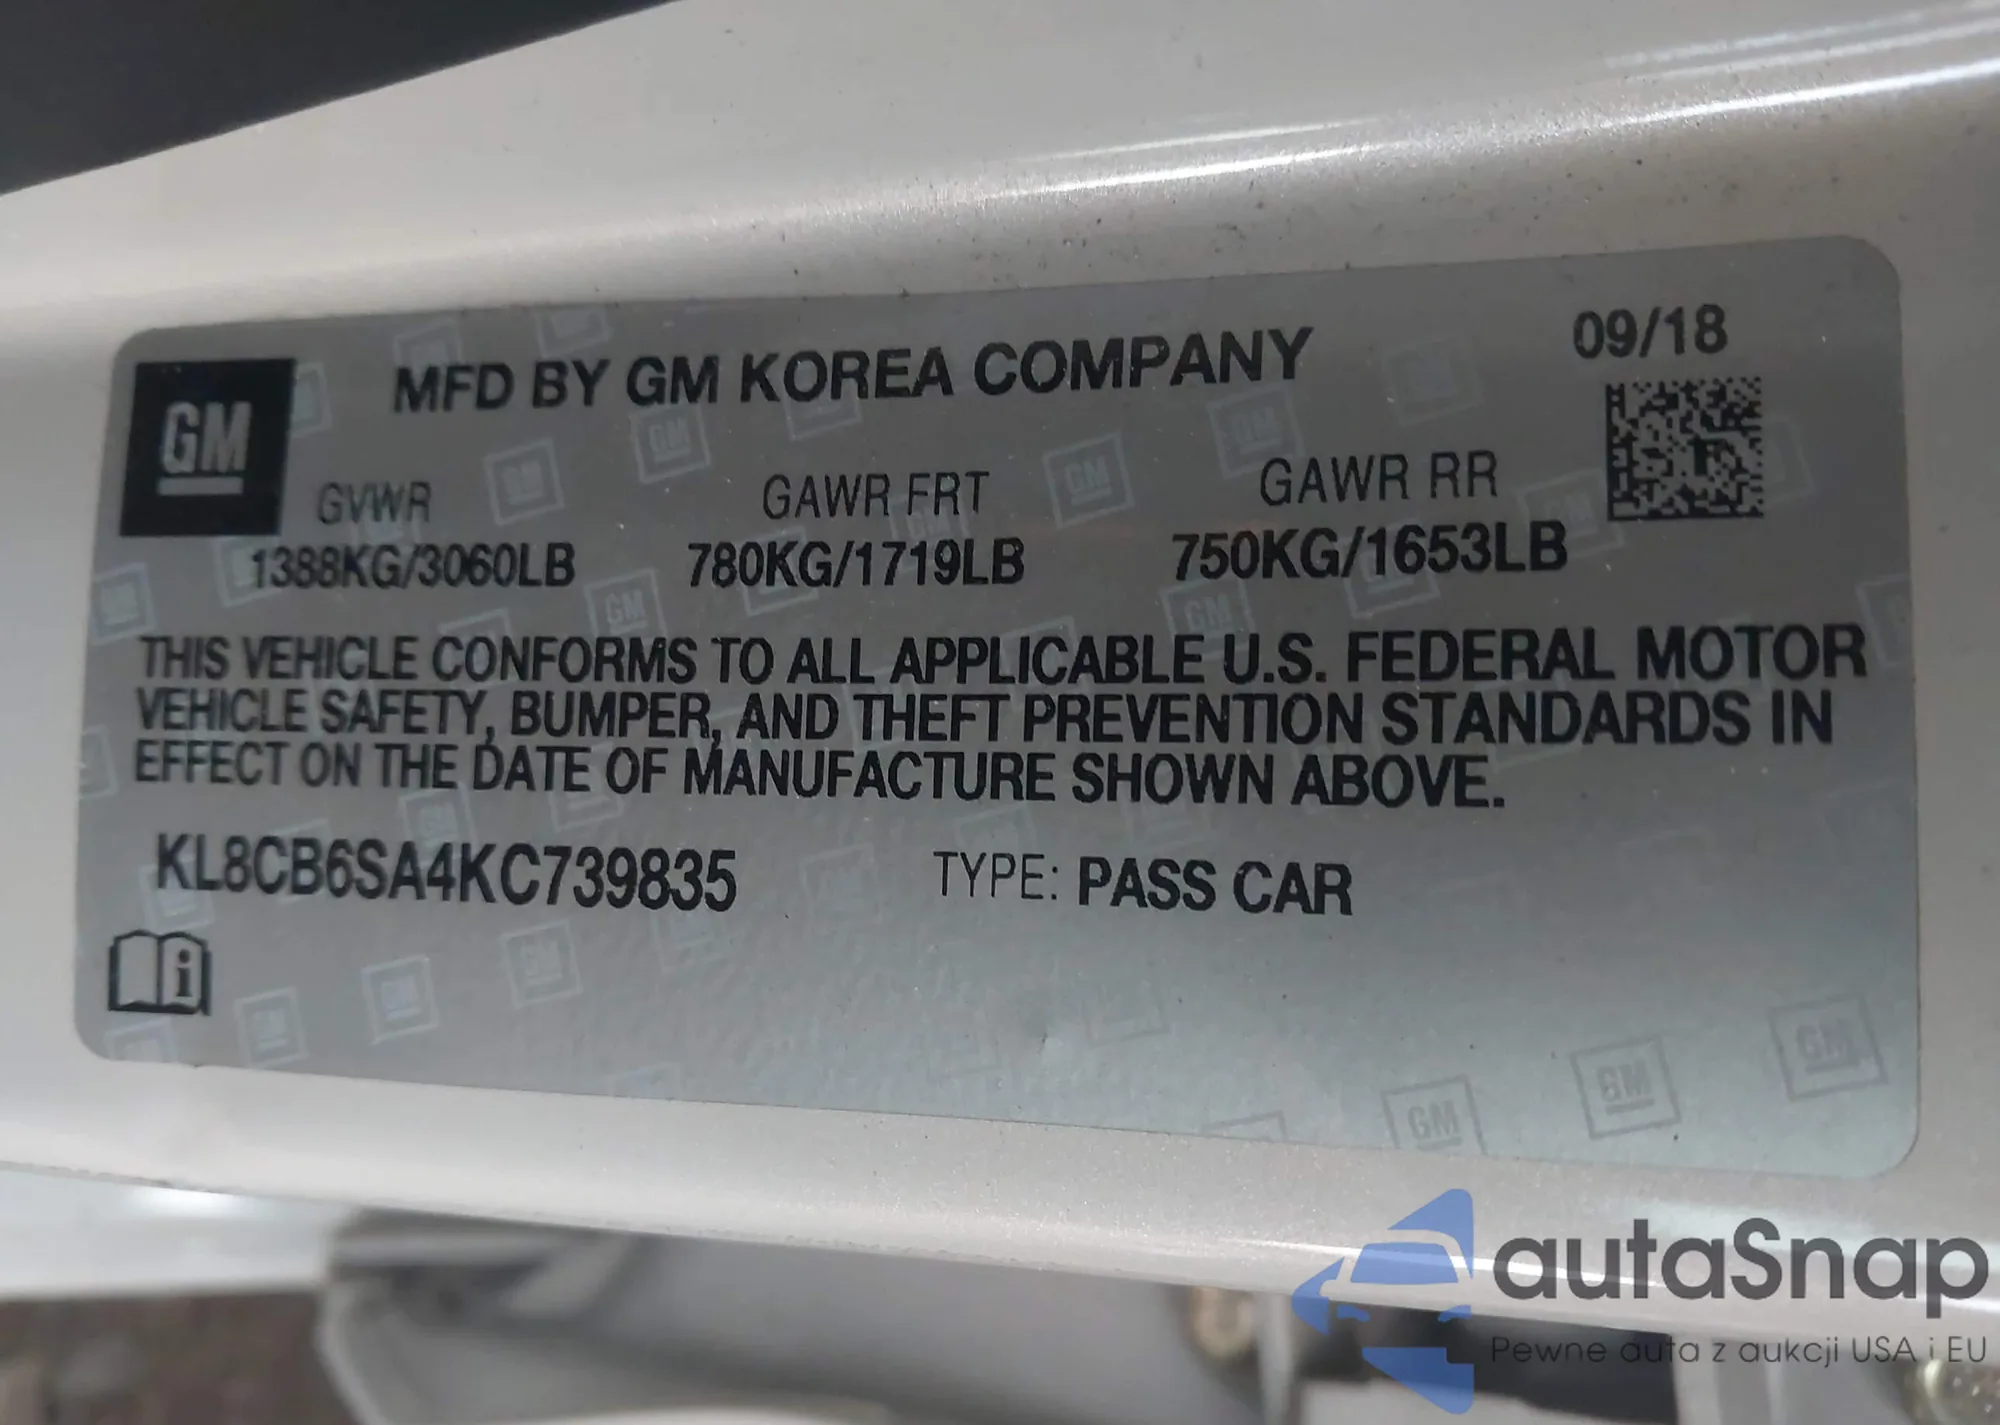 GM
MFD BY GM KOREA COMPANY
09/18
GVWR
GAWR FRT
GAWR RR
1388KG/3060LB
780KG/1719LB
750KG/1653LB
THIS VEHICLE CONFORMS TO ALL APPLICABLE U.S. FEDERAL MOTOR
VEHICLE SAFETY, BUMPER, AND THEFT PREVENTION STANDARDS IN
EFFECT ON THE DATE OF MANUFACTURE SHOWN ABOVE.
KL8CB6SA4KC739835
TYPE: PASS CAR
autaSnap
Pewne auta z aukcji USA i EU